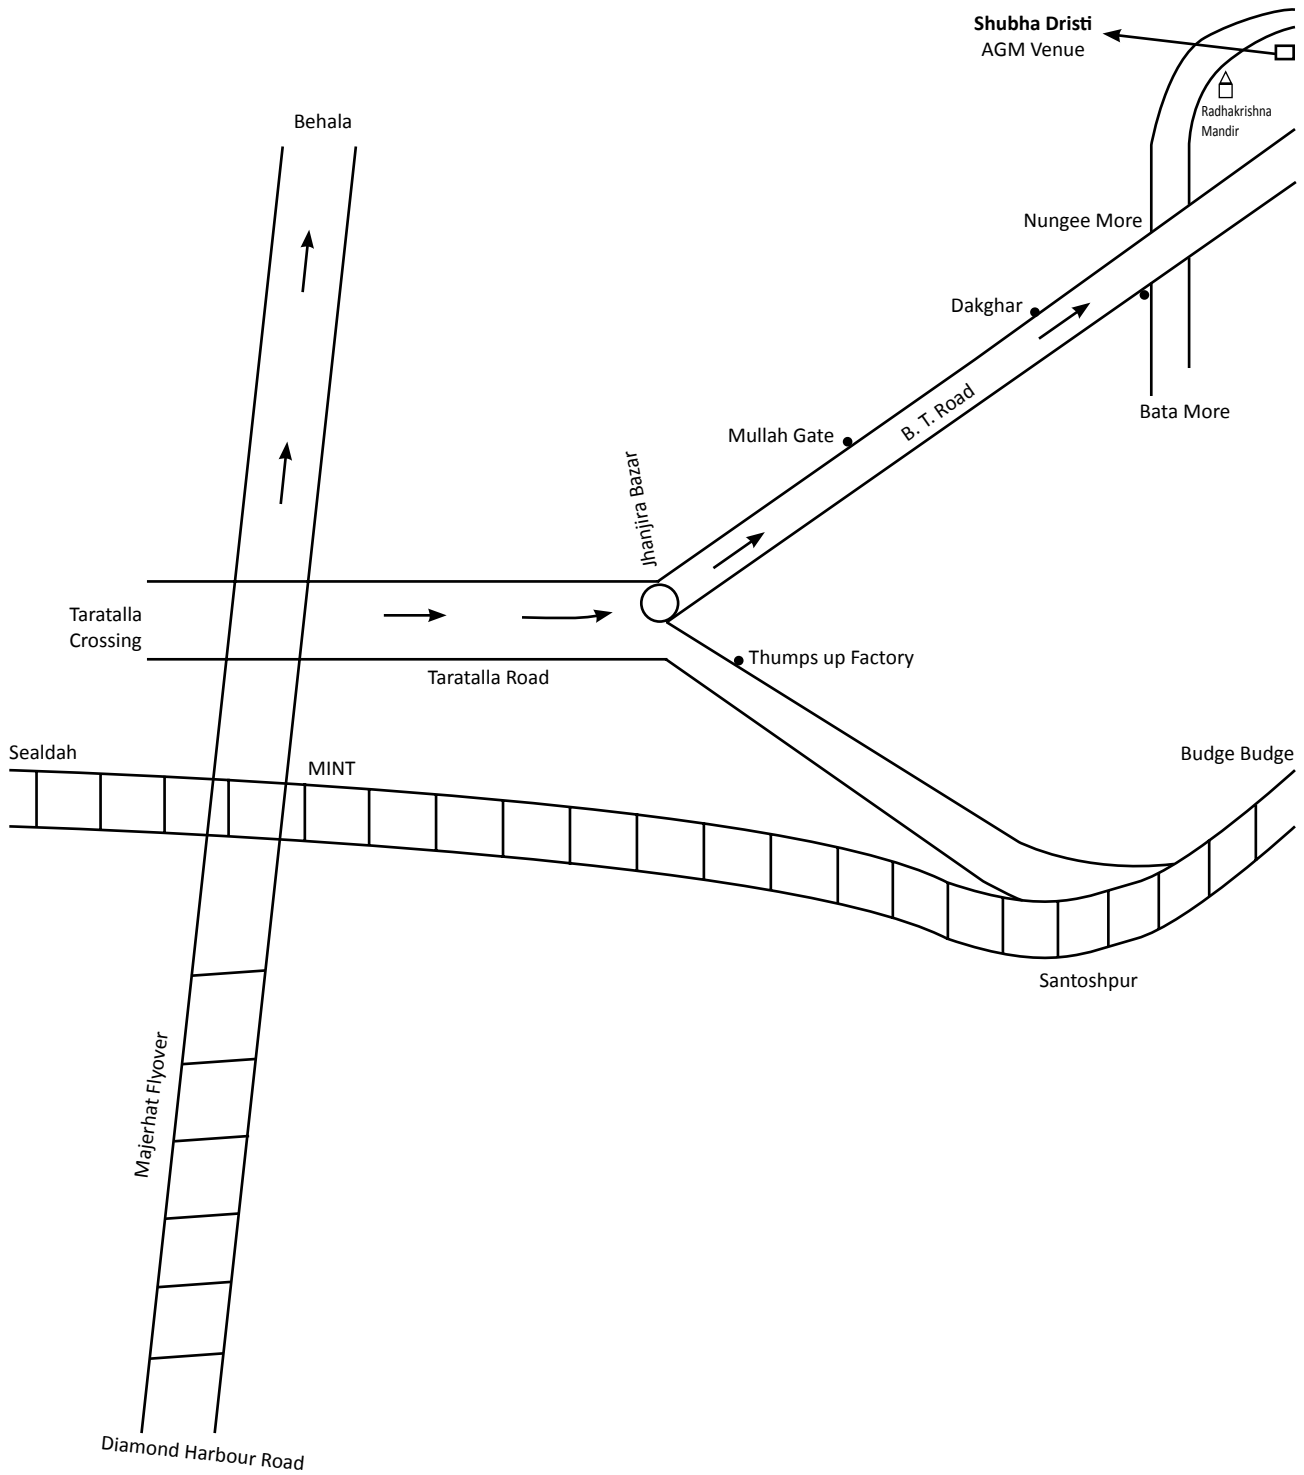 Shubha Dristi
AGM Venue
Radhakrishna
Mandir
Behala
Nungee More
Dakghar
Bata More
B. T. Road
Mullah Gate
Jhanjira Bazar
Taratalla
Crossing
Thumps up Factory
Taratalla Road
Sealdah
MINT
Budge Budge
Santoshpur
Majerhat Flyover
Diamond Harbour Road